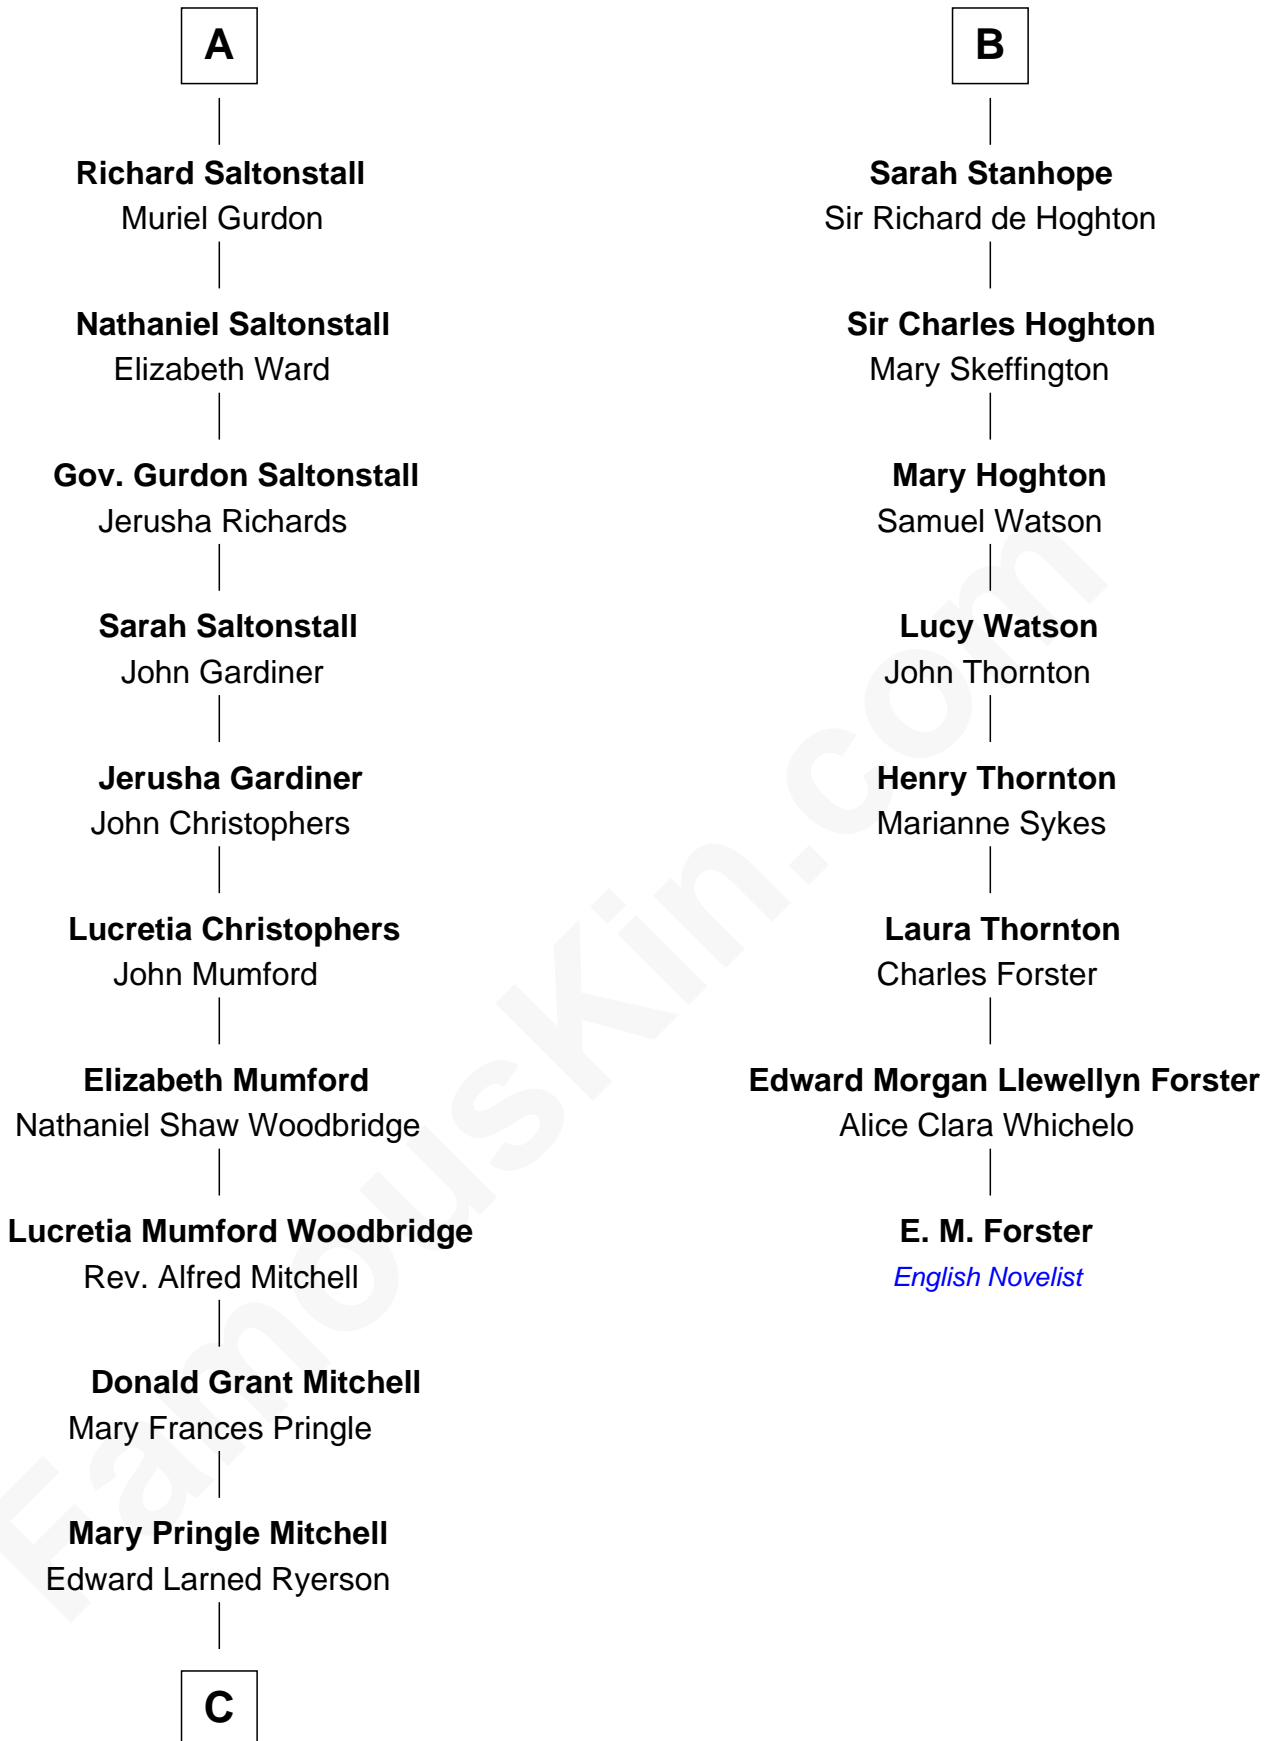 A
Richard Saltonstall
Muriel Gurdon
Nathaniel Saltonstall
Elizabeth Ward
Gov. Gurdon Saltonstall
Jerusha Richards
Sarah Saltonstall
John Gardiner
Jerusha Gardiner
John Christophers
Lucretia Christophers
John Mumford
Elizabeth Mumford
Nathaniel Shaw Woodbridge
Lucretia Mumford Woodbridge
Rev. Alfred Mitchell
Donald Grant Mitchell
Mary Frances Pringle
Mary Pringle Mitchell
Edward Larned Ryerson
C
B
Sarah Stanhope
Sir Richard de Hoghton
Sir Charles Hoghton
Mary Skeffington
Mary Hoghton
Samuel Watson
Lucy Watson
John Thornton
Henry Thornton
Marianne Sykes
Laura Thornton
Charles Forster
Edward Morgan Llewellyn Forster
Alice Clara Whichelo
E. M. Forster
English Novelist
FamousKin.com